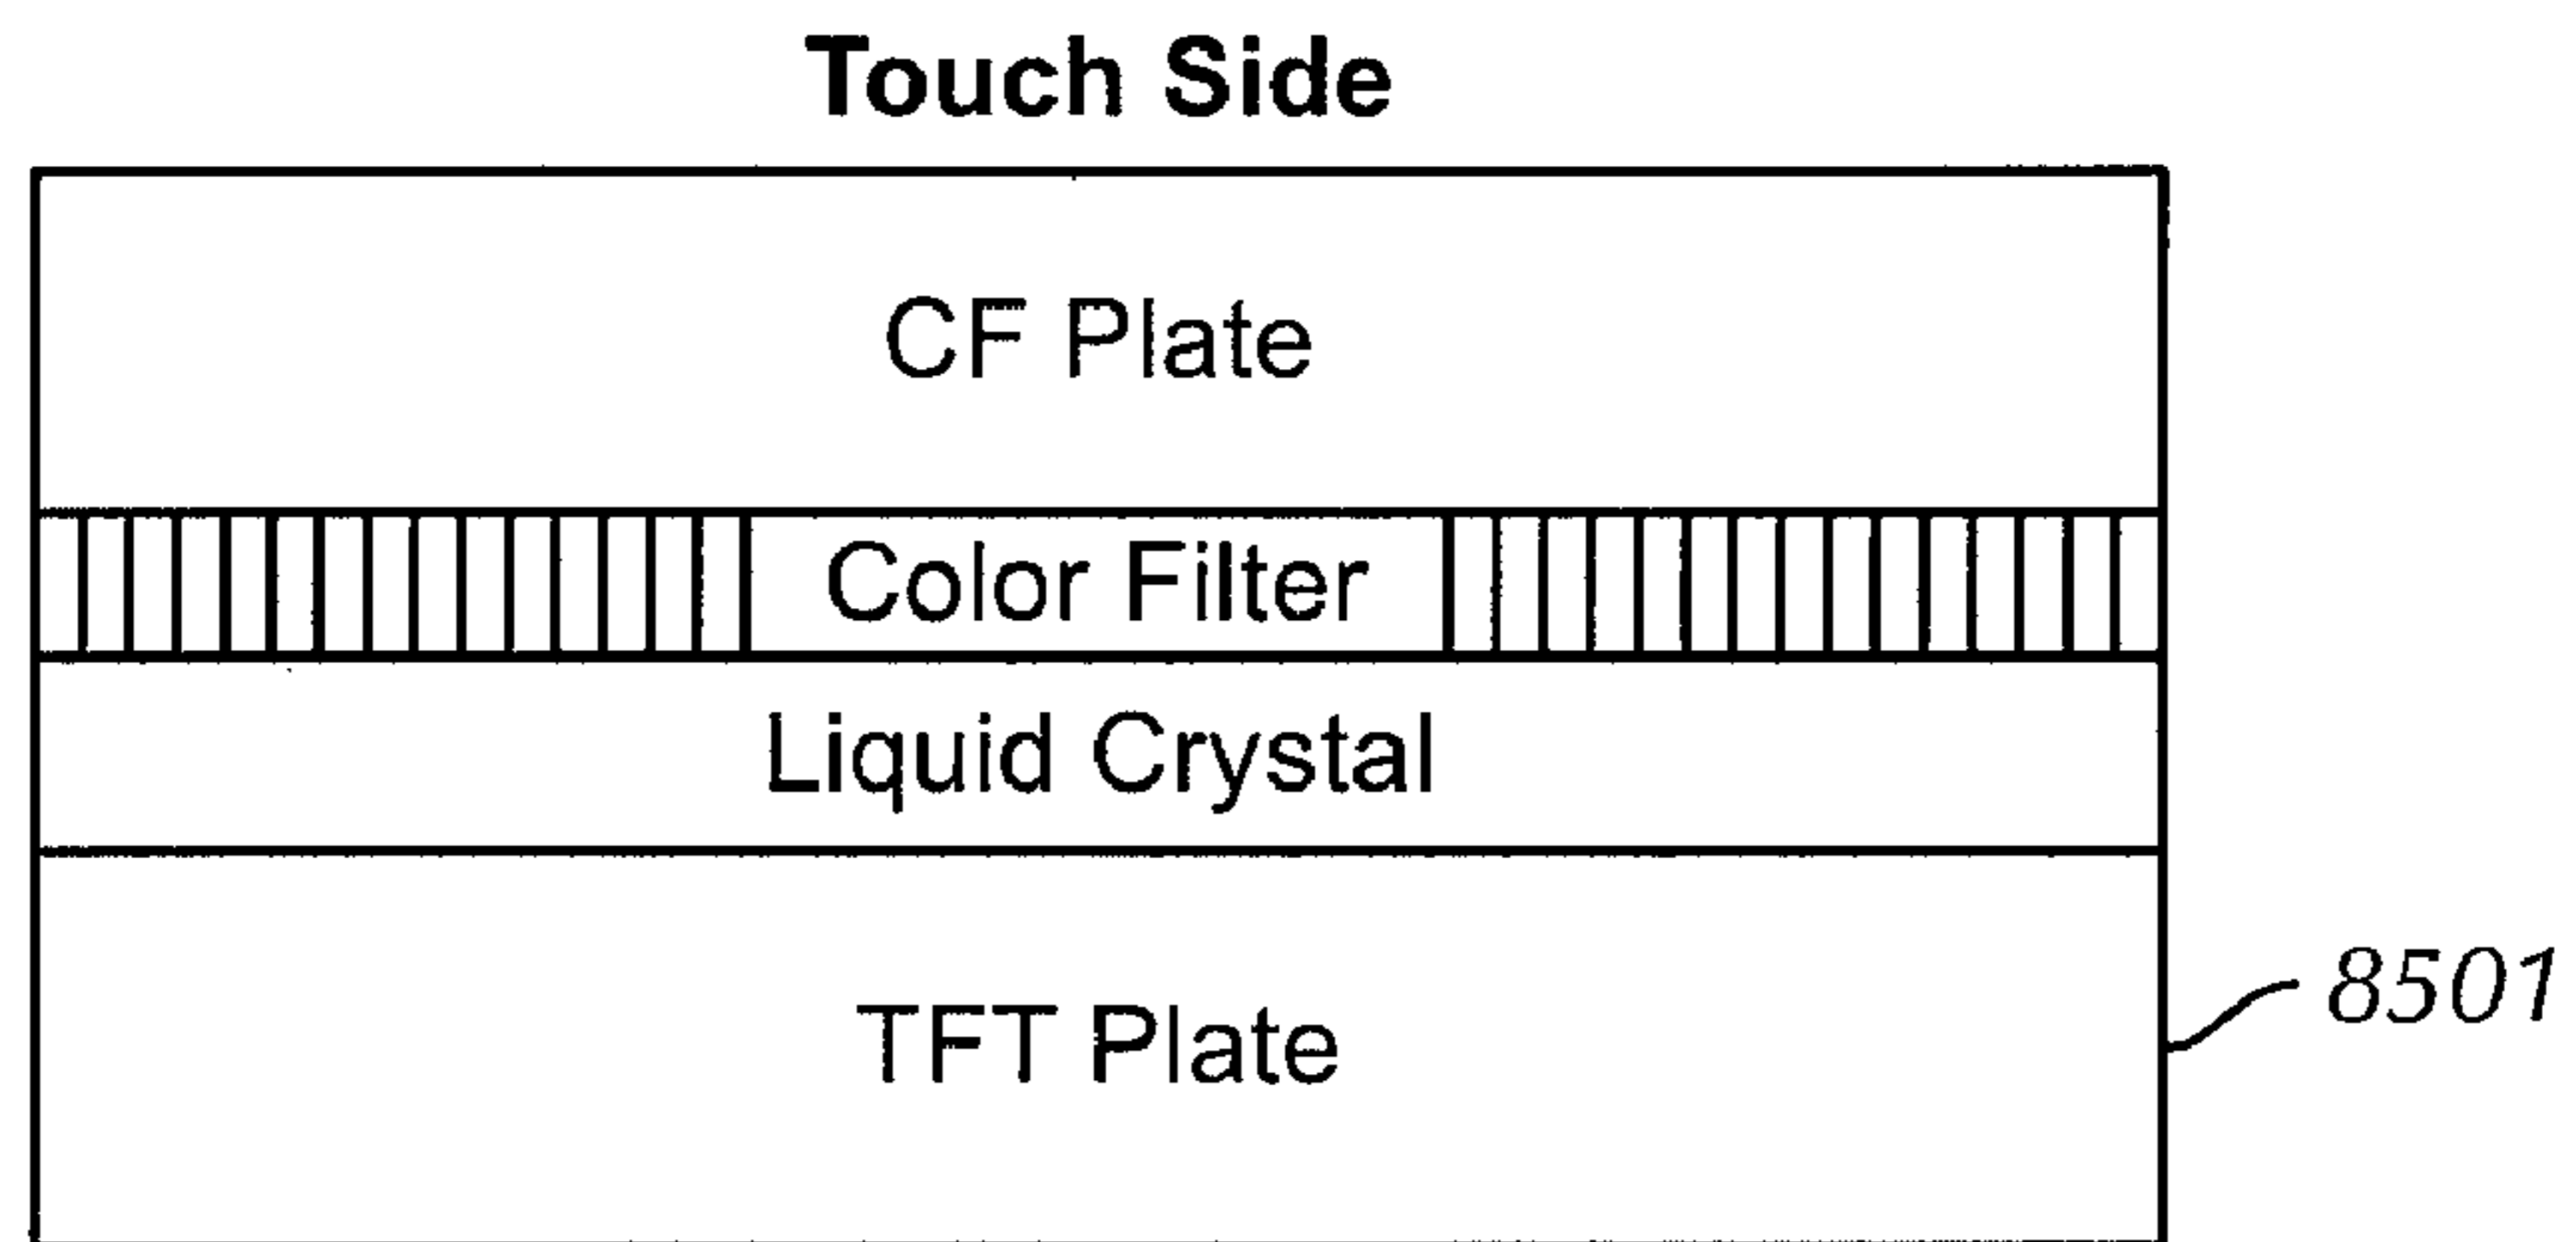 Touch Side
CF Plate
Color Filter
Liquid Crystal
TFT Plate
8501